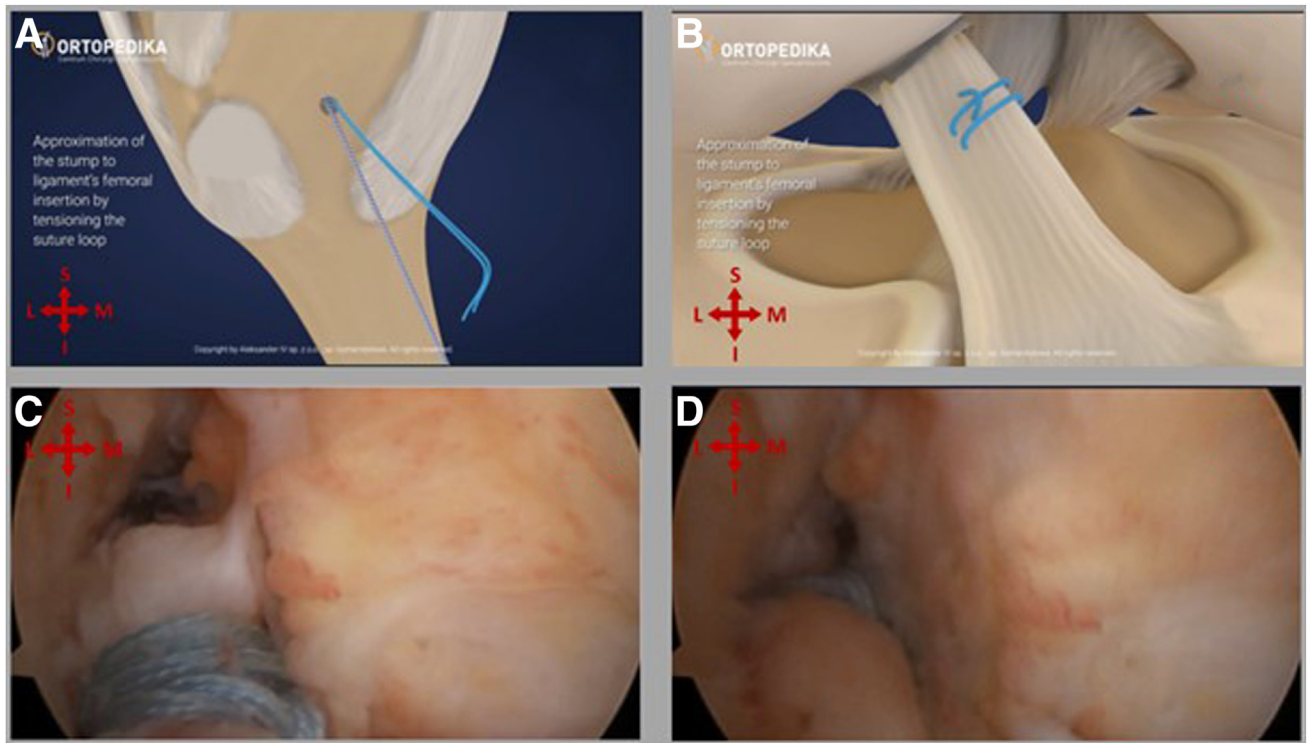 A
ORTOPEDIKA
Approximation of
the stump to
ligament's femoral
insertion by
tensioning the
suture loop
S
L M
I
B
ORTOPEDIKA
Approximation of
the stump to
ligament's femoral
insertion by
tensioning the
suture loop
S
L M
I
C
S
L M
I
D
S
L M
I